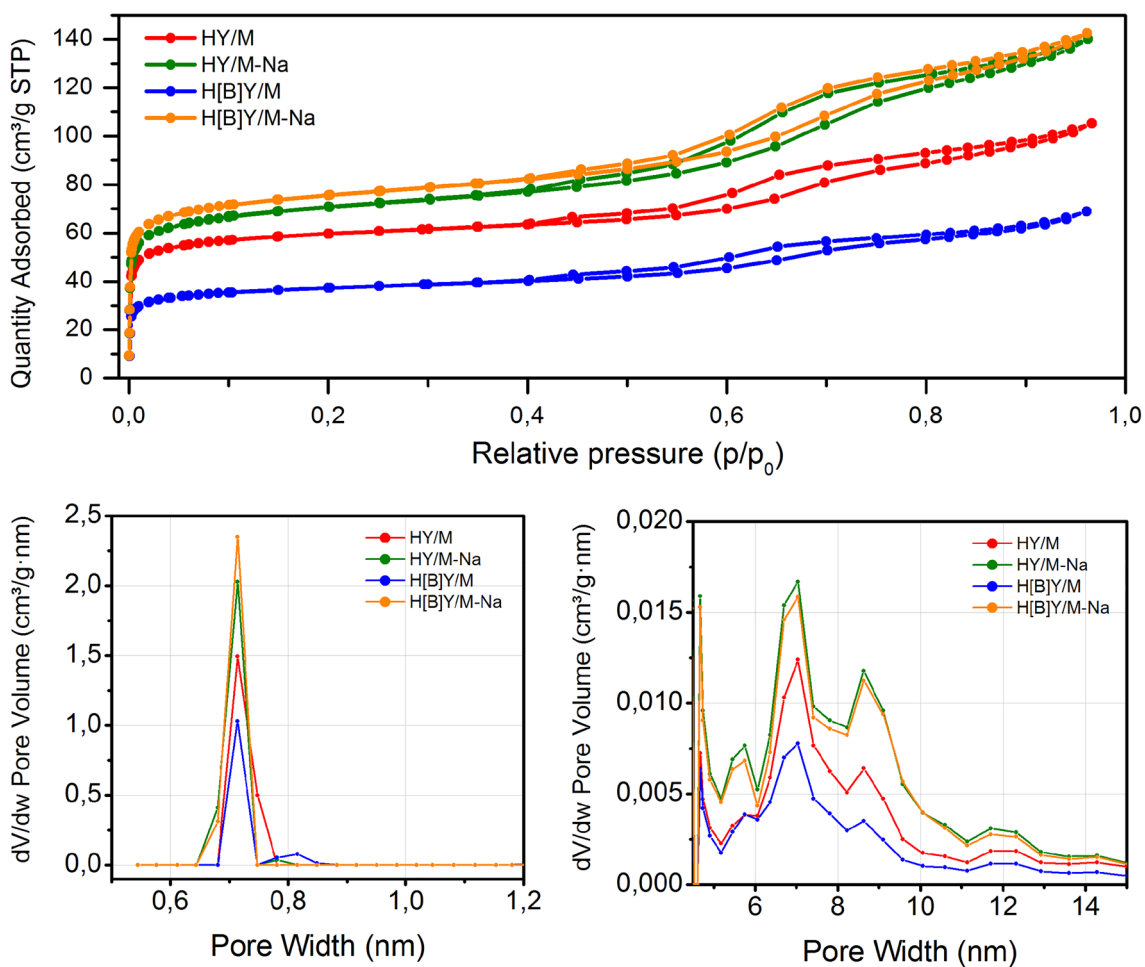 Quantity Adsorbed (cm³/g STP)
140
120
100
80
60
40
20
0
HY/M
HY/M-Na
H[B]Y/M
H[B]Y/M-Na
0,0
0,2
0,4
0,6
0,8
1,0
Relative pressure (p/p₀)
dV/dw Pore Volume (cm³/g·nm)
2,5
2,0
1,5
1,0
0,5
0,0
HY/M
HY/M-Na
H[B]Y/M
H[B]Y/M-Na
0,6
0,8
1,0
1,2
Pore Width (nm)
dV/dw Pore Volume (cm³/g·nm)
0,020
0,015
0,010
0,005
0,000
HY/M
HY/M-Na
H[B]Y/M
H[B]Y/M-Na
6
8
10
12
14
Pore Width (nm)